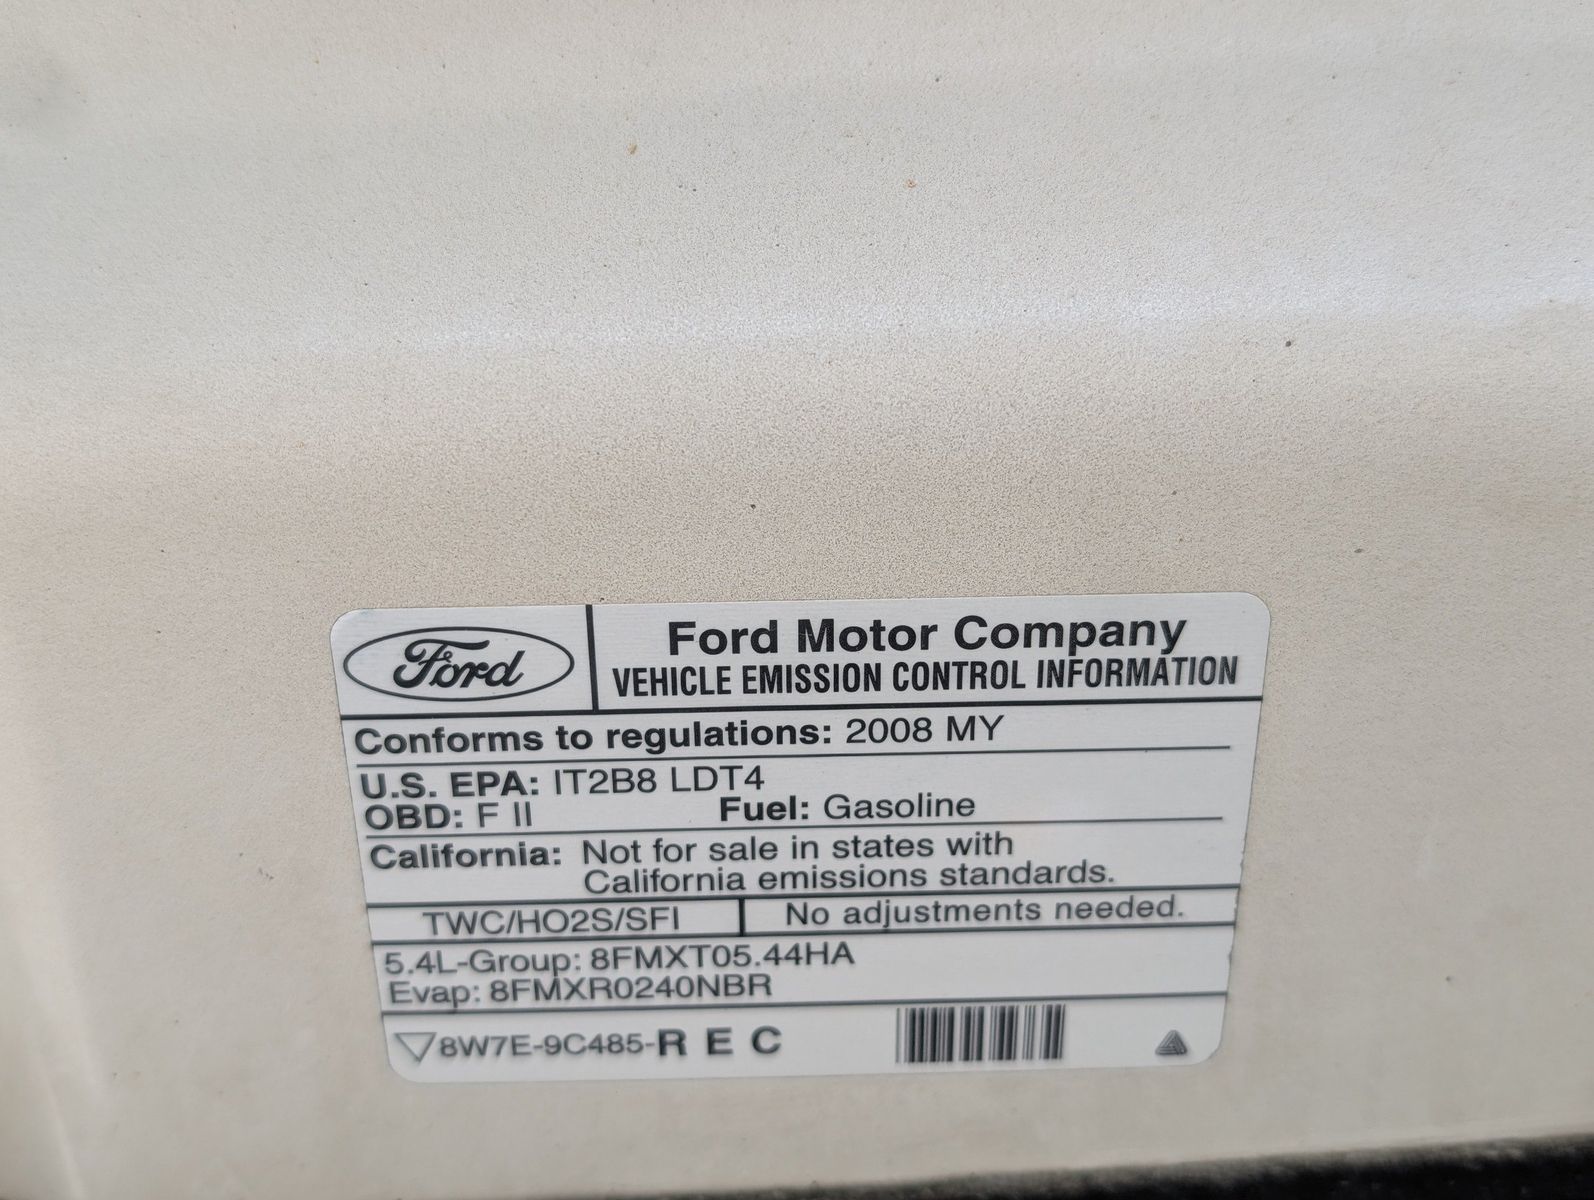 Ford
Ford Motor Company
VEHICLE EMISSION CONTROL INFORMATION
Conforms to regulations: 2008 MY
U.S. EPA: IT2B8 LDT4
OBD: F II Fuel: Gasoline
California: Not for sale in states with
California emissions standards.
TWC/HO2S/SFI No adjustments needed.
5.4L-Group: 8FMXT05.44HA
Evap: 8FMXR0240NBR
8W7E-9C485-R E C